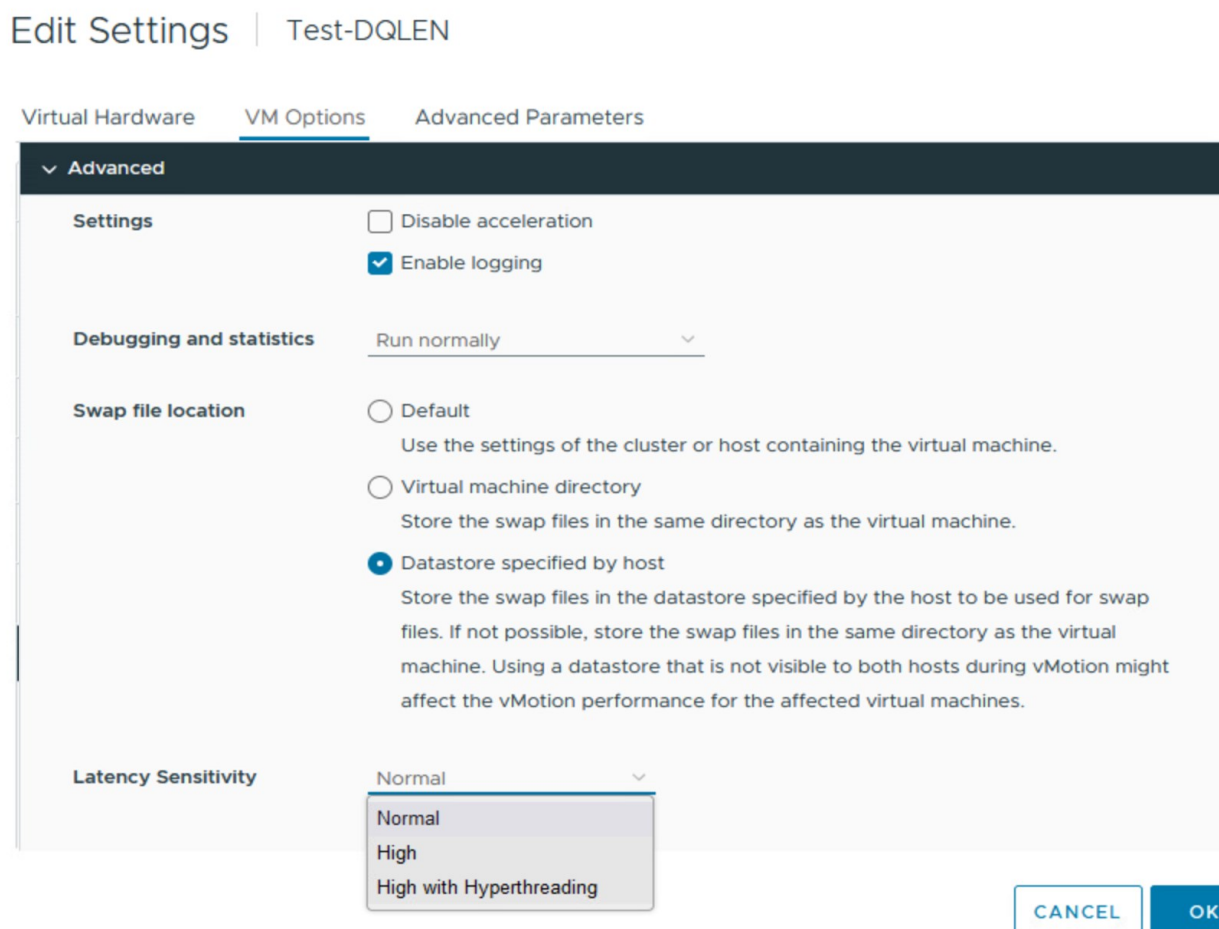 Edit Settings | Test-DQLEN
Virtual Hardware VM Options Advanced Parameters
Advanced
Settings Disable acceleration
Enable logging
Debugging and statistics Run normally
Swap file location Default
Use the settings of the cluster or host containing the virtual machine.
Virtual machine directory
Store the swap files in the same directory as the virtual machine.
Datastore specified by host
Store the swap files in the datastore specified by the host to be used for swap
files. If not possible, store the swap files in the same directory as the virtual
machine. Using a datastore that is not visible to both hosts during vMotion might
affect the vMotion performance for the affected virtual machines.
Latency Sensitivity Normal
Normal
High
High with Hyperthreading
CANCEL OK